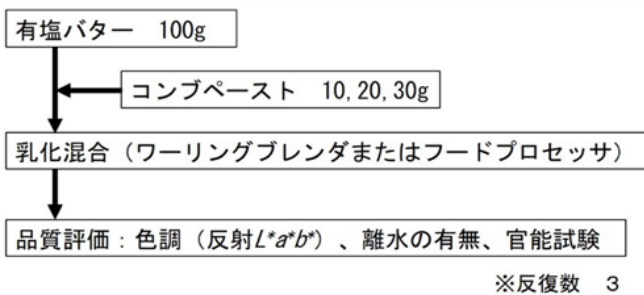 有塩バター　100g
コンブペースト　10,20,30g
乳化混合（ワーリングブレンダまたはフードプロセッサ）
品質評価：色調（反射L*a*b*）、離水の有無、官能試験
※反復数　3